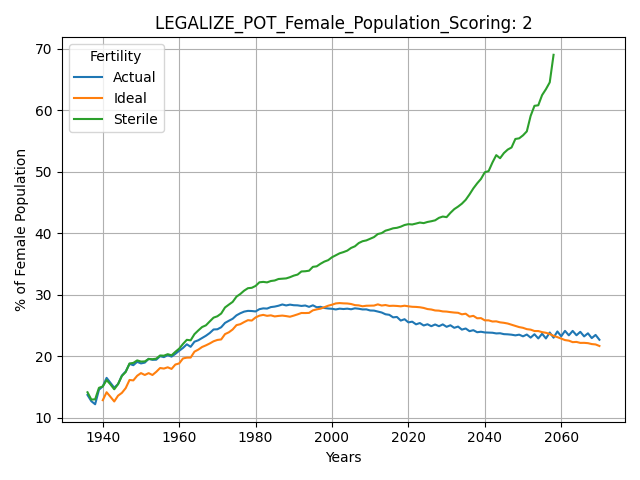 LEGALIZE_POT_Female_Population_Scoring: 2
% of Female Population
70
60
50
40
30
20
10
Fertility
Actual
Ideal
Sterile
1940 1960 1980 2000 2020 2040 2060
Years